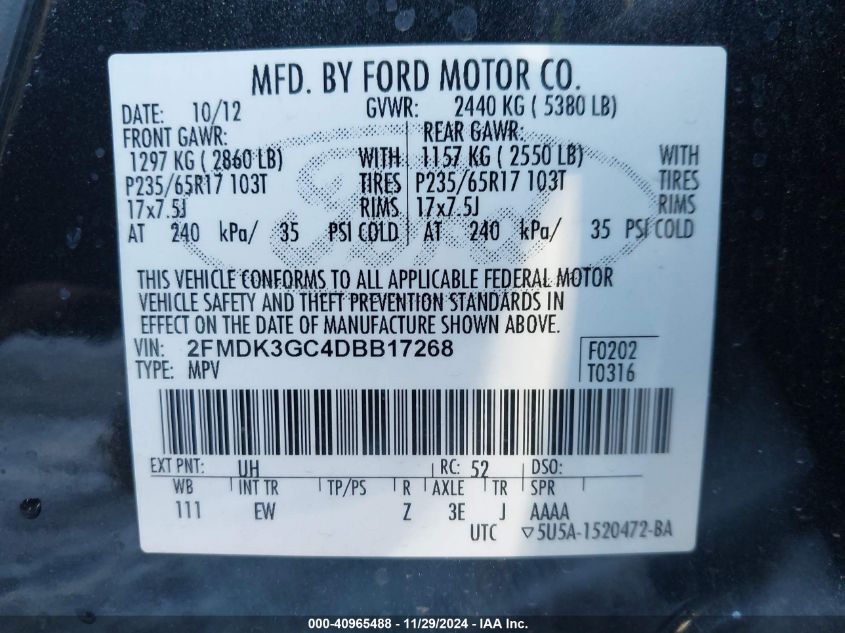 MFD. BY FORD MOTOR CO.
DATE: 10/12 GVWR: 2440 KG ( 5380 LB)
FRONT GAWR: REAR GAWR:
1297 KG ( 2860 LB) WITH 1157 KG ( 2550 LB) WITH
P235/65R17 103T TIRES P235/65R17 103T TIRES
17x7.5J RIMS 17x7.5J RIMS
AT 240 kPa/ 35 PSI COLD AT 240 kPa/ 35 PSI COLD
THIS VEHICLE CONFORMS TO ALL APPLICABLE FEDERAL MOTOR
VEHICLE SAFETY AND THEFT PREVENTION STANDARDS IN
EFFECT ON THE DATE OF MANUFACTURE SHOWN ABOVE.
VIN: 2FMDK3GC4DBB17268 F0202
TYPE: MPV T0316
EXT PNT: UH RC: 52 DSO:
WB INT TR TP/PS R AXLE TR SPR
111 EW Z 3E J AAAA
UTC ▽5U5A-1520472-BA
000-40965488 - 11/29/2024 - IAA Inc.